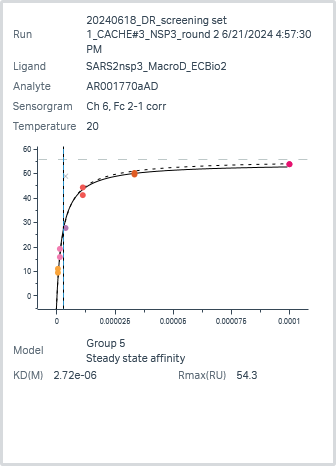 20240618_DR_screening set
Run 1_CACHE#3_NSP3_round 2 6/21/2024 4:57:30
PM
Ligand SARS2nsp3_MacroD_ECBio2
Analyte AR001770aAD
Sensorgram Ch 6, Fc 2-1 corr
Temperature 20
60
50
40
30
20
10
0
0 0.000025 0.00005 0.000075 0.0001
Model Group 5
Steady state affinity
KD(M) 2.72e-06 Rmax(RU) 54.3